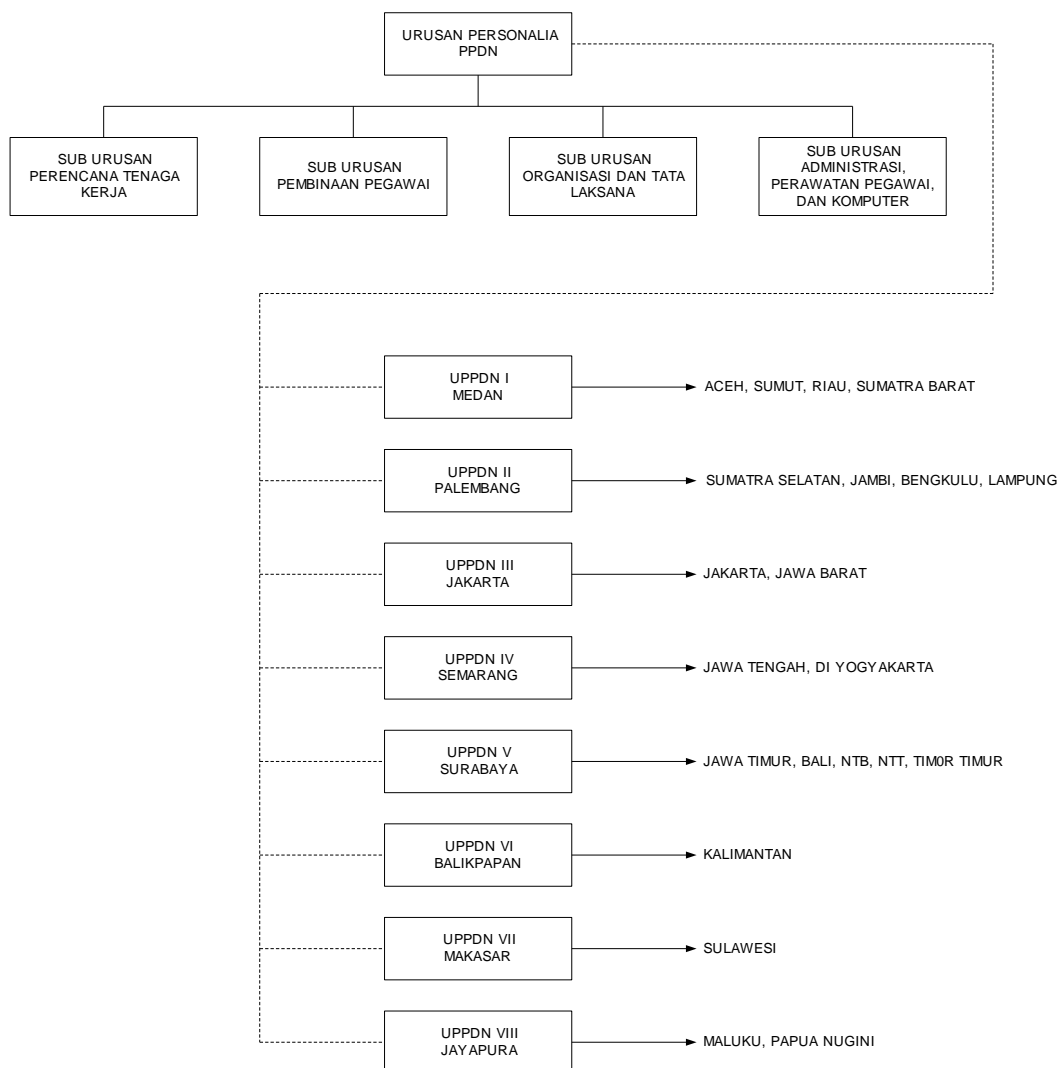 URUSAN PERSONALIA
PPDN
SUB URUSAN
PERENCANA TENAGA
KERJA
SUB URUSAN
PEMBINAAN PEGAWAI
SUB URUSAN
ORGANISASI DAN TATA
LAKSANA
SUB URUSAN
ADMINISTRASI,
PERAWATAN PEGAWAI,
DAN KOMPUTER
UPPDN I
MEDAN
ACEH, SUMUT, RIAU, SUMATRA BARAT
UPPDN II
PALEMBANG
SUMATRA SELATAN, JAMBI, BENGKULU, LAMPUNG
UPPDN III
JAKARTA
JAKARTA, JAWA BARAT
UPPDN IV
SEMARANG
JAWA TENGAH, DI YOGYAKARTA
UPPDN V
SURABAYA
JAWA TIMUR, BALI, NTB, NTT, TIM0R TIMUR
UPPDN VI
BALIKPAPAN
KALIMANTAN
UPPDN VII
MAKASAR
SULAWESI
UPPDN VIII
JAYAPURA
MALUKU, PAPUA NUGINI